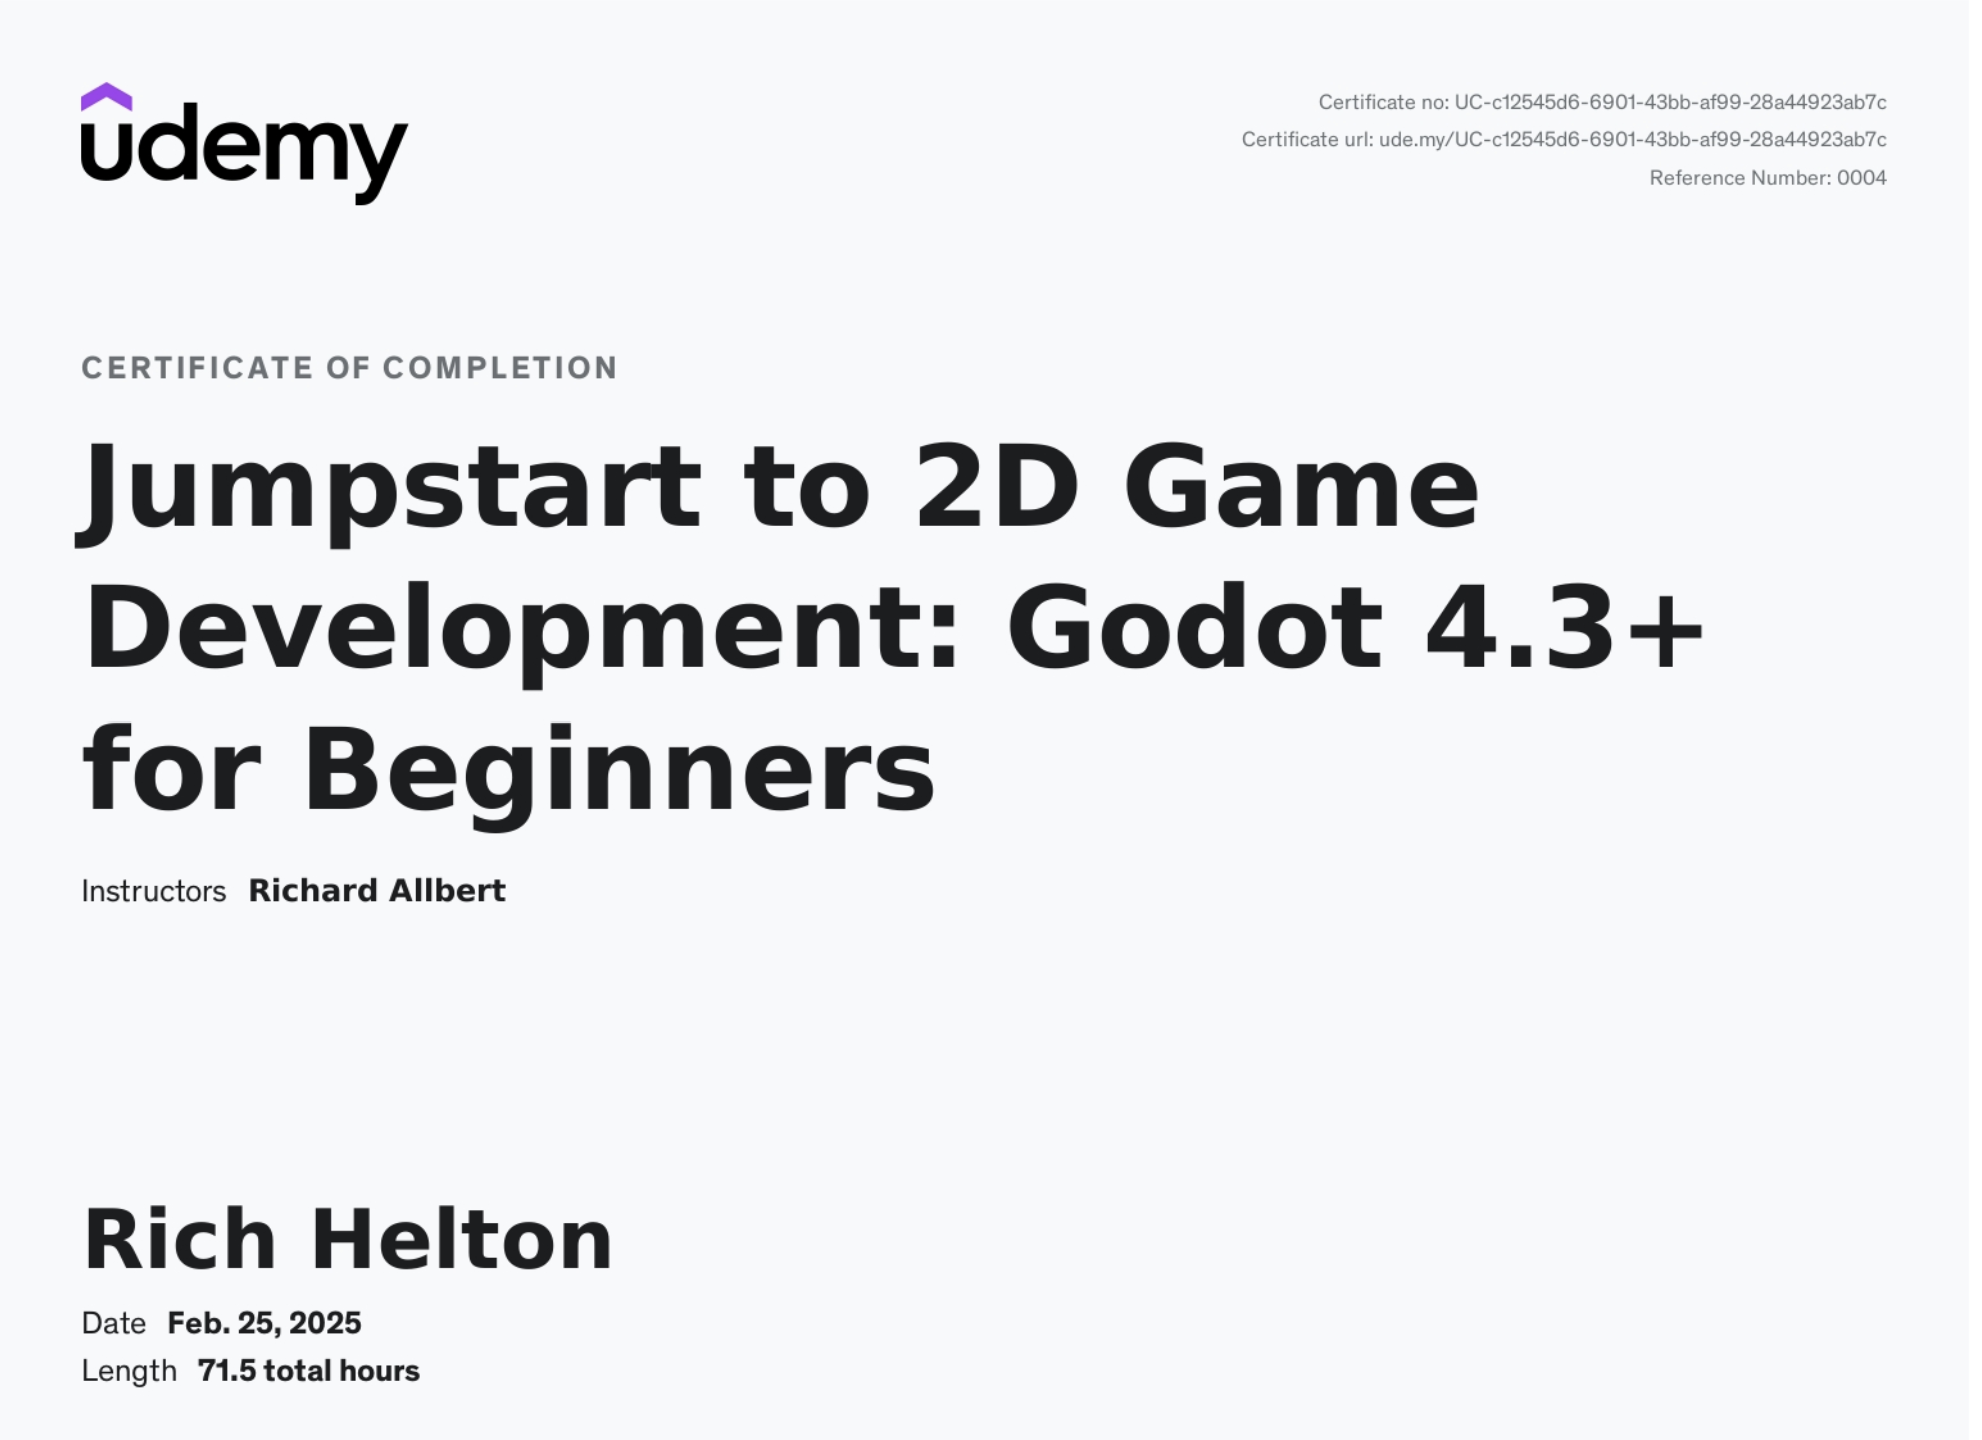 udemy
Certificate no: UC-c12545d6-6901-43bb-af99-28a44923ab7c
Certificate url: ude.my/UC-c12545d6-6901-43bb-af99-28a44923ab7c
Reference Number: 0004
CERTIFICATE OF COMPLETION
Jumpstart to 2D Game
Development: Godot 4.3+
for Beginners
Instructors Richard Allbert
Rich Helton
Date Feb. 25, 2025
Length 71.5 total hours